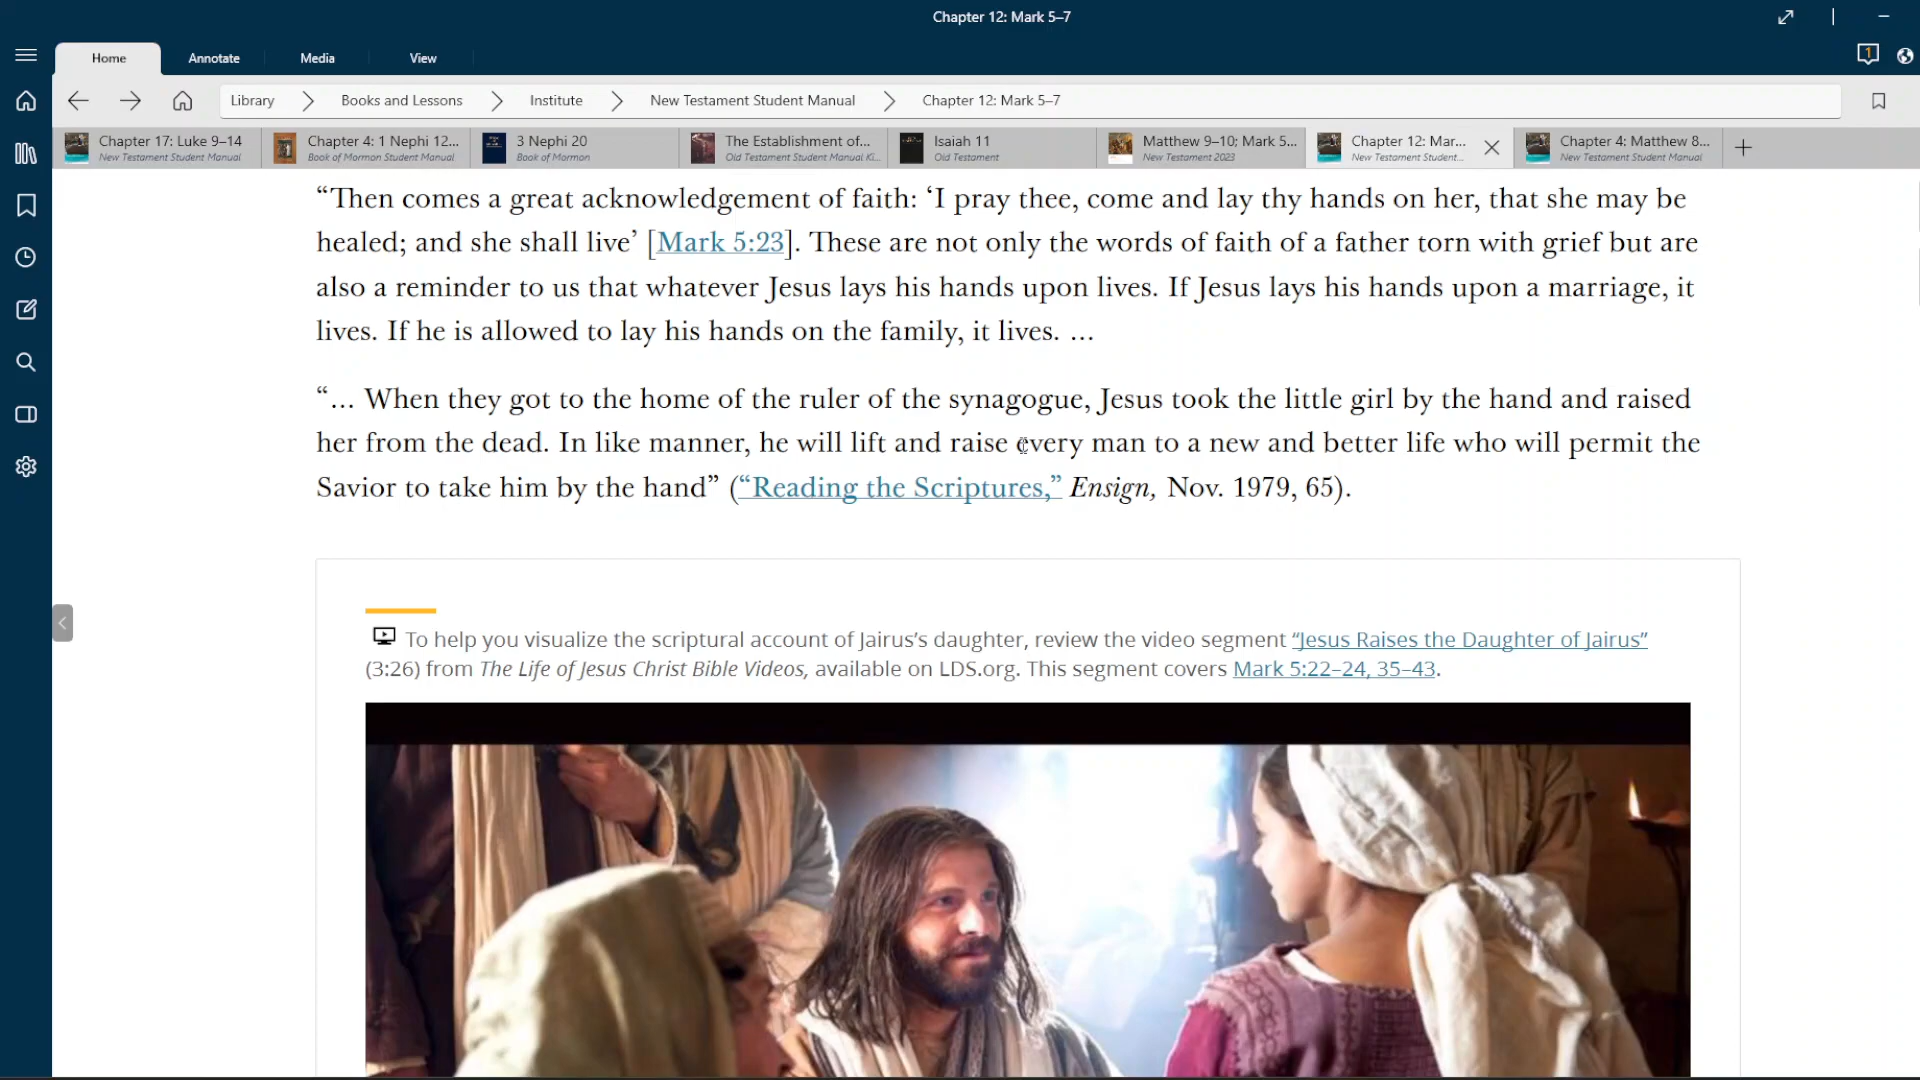 Chapter 12: Mark 5–7
Home
Annotate
Media
View
1
Library
Books and Lessons
Institute
New Testament Student Manual
Chapter 12: Mark 5–7
Chapter 17: Luke 9–14
New Testament Student Manual
Chapter 4: 1 Nephi 12...
Book of Mormon Student Manual
3 Nephi 20
Book of Mormon
The Establishment of...
Old Testament Student Manual Ki...
Isaiah 11
Old Testament
Matthew 9–10; Mark 5...
New Testament 2023
Chapter 12: Mar...
New Testament Student...
Chapter 4: Matthew 8...
New Testament Student Manual
“Then comes a great acknowledgement of faith: ‘I pray thee, come and lay thy hands on her, that she may be
healed; and she shall live’ [Mark 5:23]. These are not only the words of faith of a father torn with grief but are
also a reminder to us that whatever Jesus lays his hands upon lives. If Jesus lays his hands upon a marriage, it
lives. If he is allowed to lay his hands on the family, it lives. …
“… When they got to the home of the ruler of the synagogue, Jesus took the little girl by the hand and raised
her from the dead. In like manner, he will lift and raise every man to a new and better life who will permit the
Savior to take him by the hand” (“Reading the Scriptures,” Ensign, Nov. 1979, 65).
To help you visualize the scriptural account of Jairus’s daughter, review the video segment “Jesus Raises the Daughter of Jairus”
(3:26) from The Life of Jesus Christ Bible Videos, available on LDS.org. This segment covers Mark 5:22–24, 35–43.